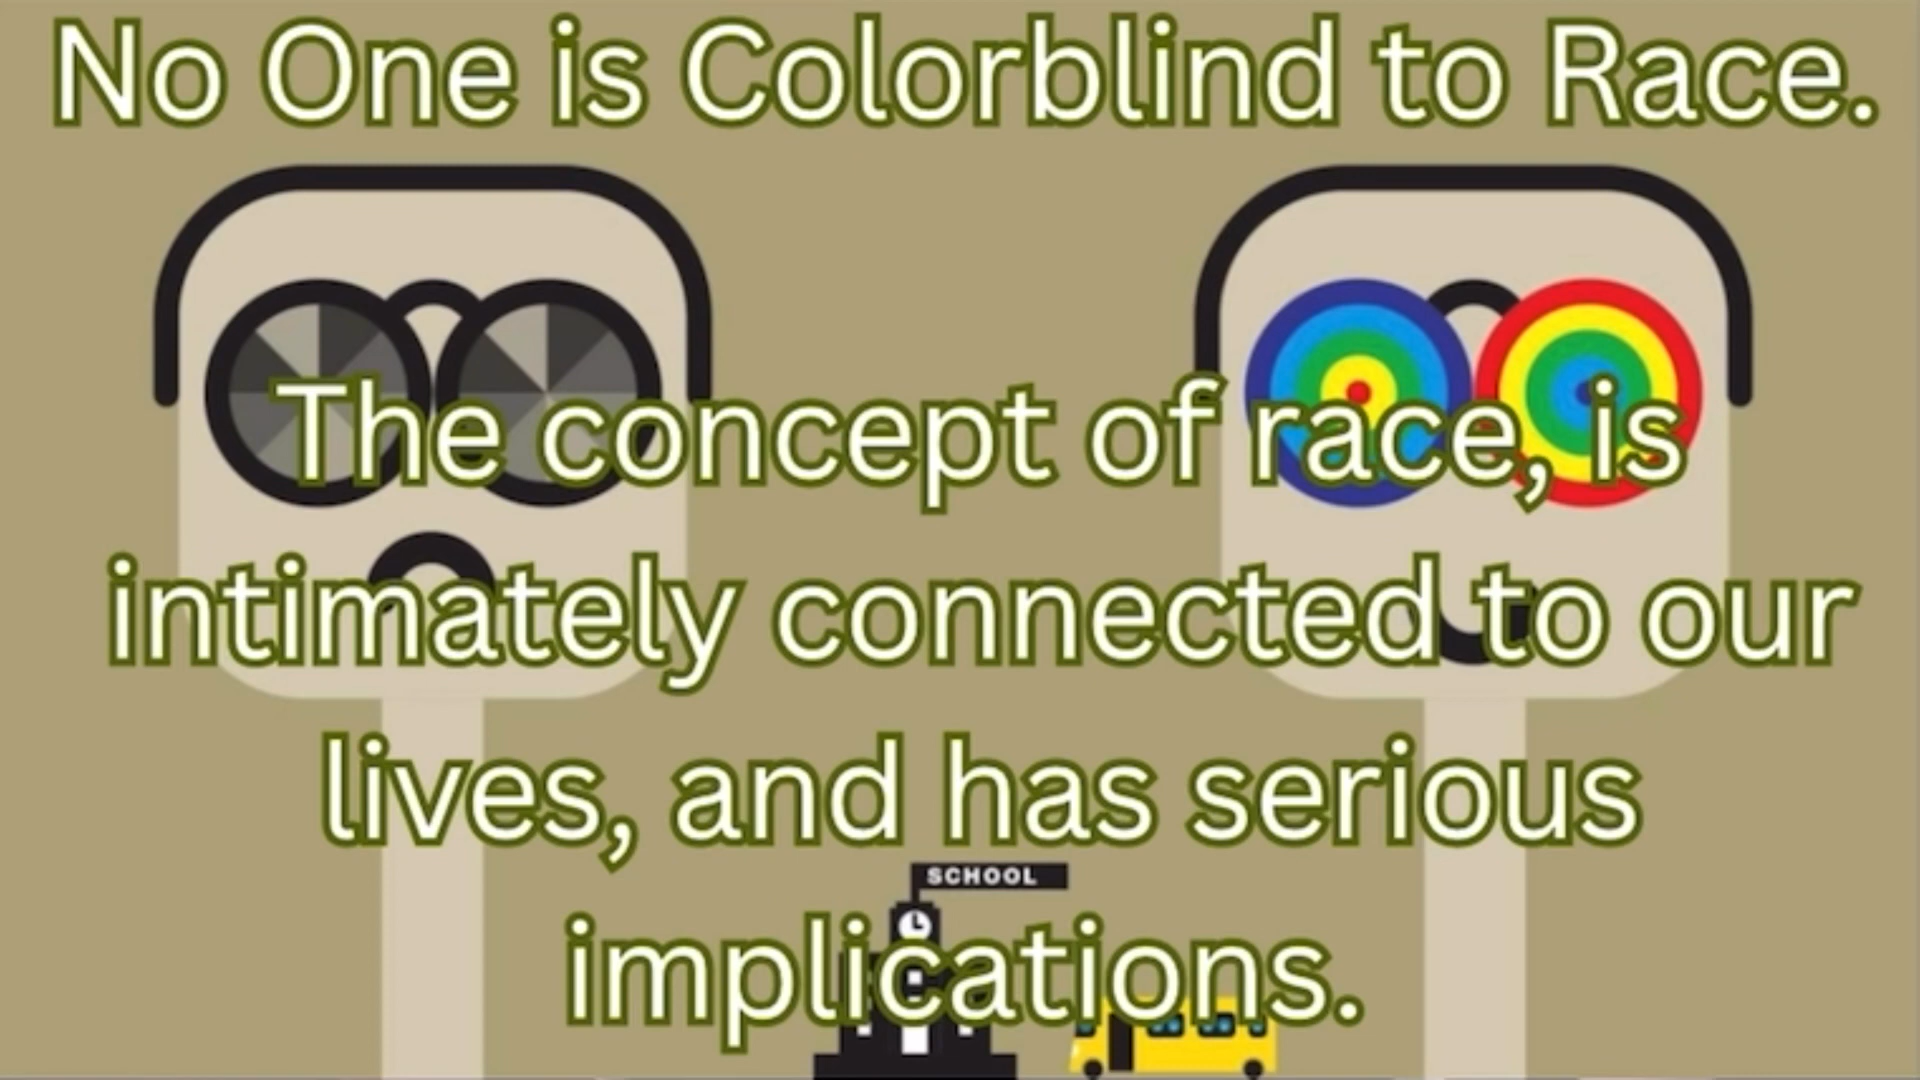 No One is Colorblind to Race.
The concept of race, is
intimately connected to our
lives, and has serious
SCHOOL
implications.